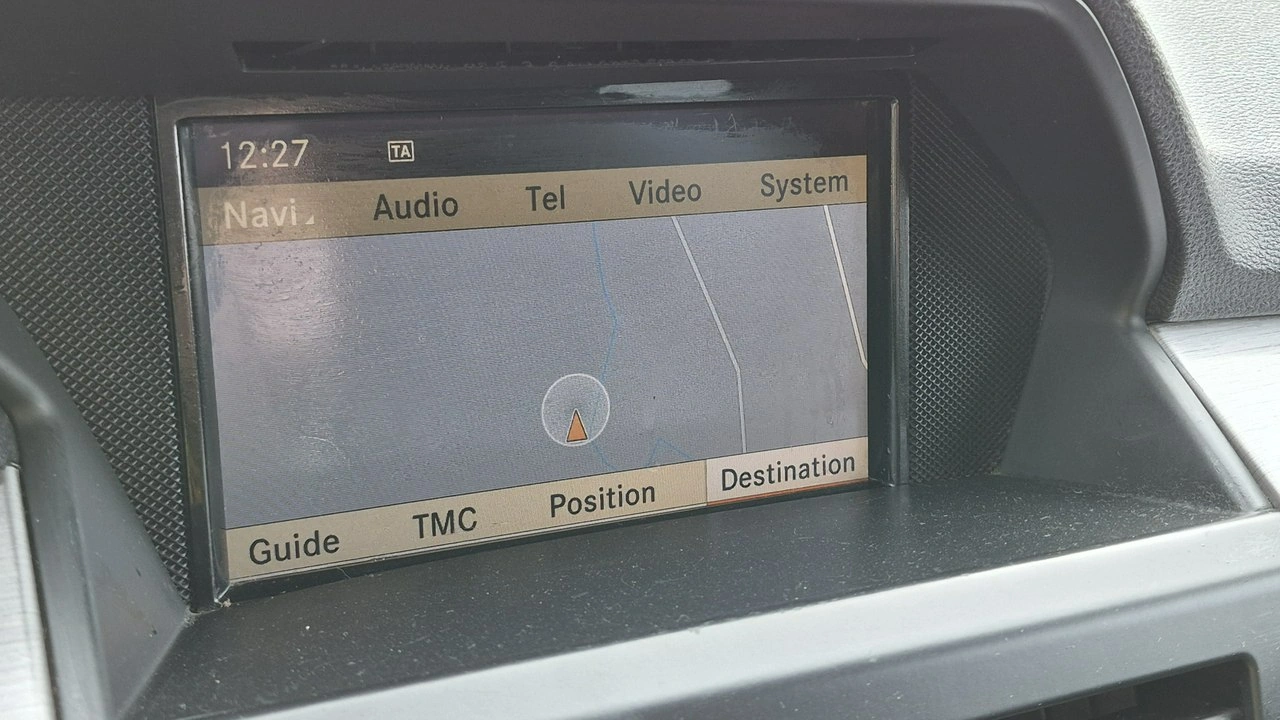 12:27 TA
Navi Audio Tel Video System
Guide TMC Position Destination